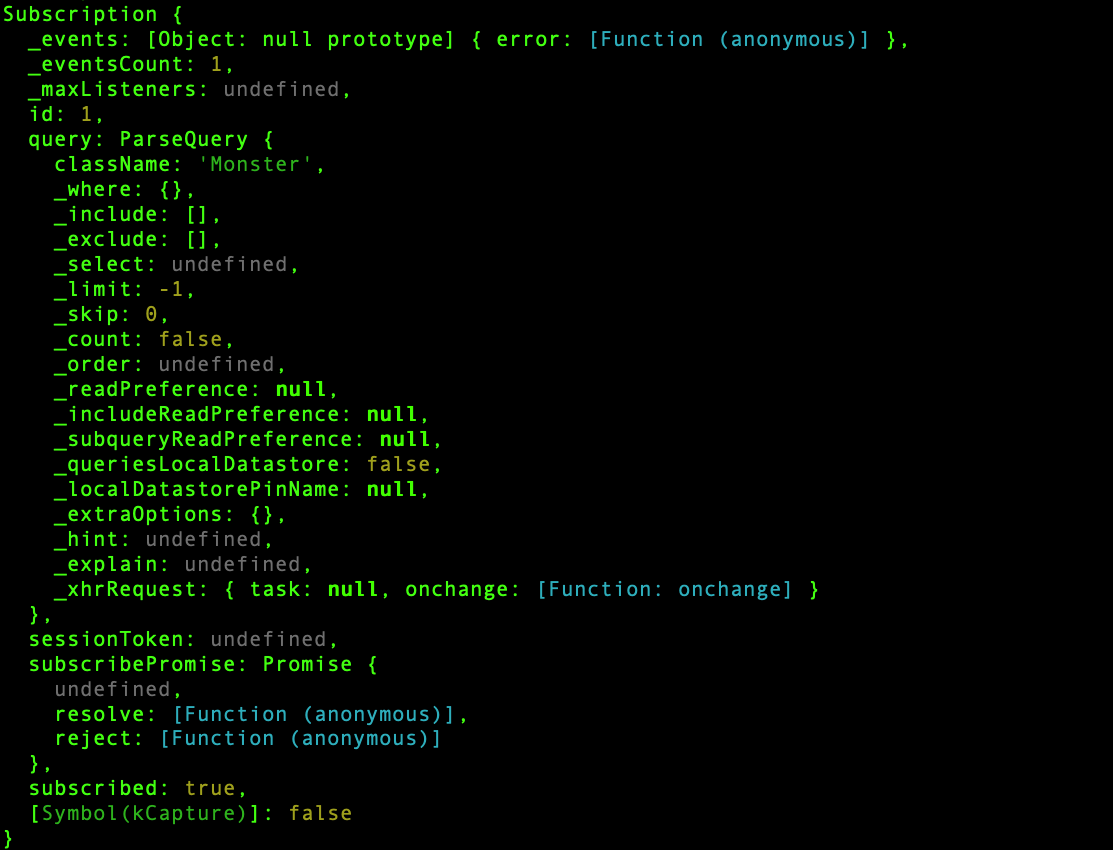 Subscription {
  _events: [Object: null prototype] { error: [Function (anonymous)] },
  _eventsCount: 1,
  _maxListeners: undefined,
  id: 1,
  query: ParseQuery {
    className: 'Monster',
    _where: {},
    _include: [],
    _exclude: [],
    _select: undefined,
    _limit: -1,
    _skip: 0,
    _count: false,
    _order: undefined,
    _readPreference: null,
    _includeReadPreference: null,
    _subqueryReadPreference: null,
    _queriesLocalDatastore: false,
    _localDatastorePinName: null,
    _extraOptions: {},
    _hint: undefined,
    _explain: undefined,
    _xhrRequest: { task: null, onchange: [Function: onchange] }
  },
  sessionToken: undefined,
  subscribePromise: Promise {
    undefined,
    resolve: [Function (anonymous)],
    reject: [Function (anonymous)]
  },
  subscribed: true,
  [Symbol(kCapture)]: false
}